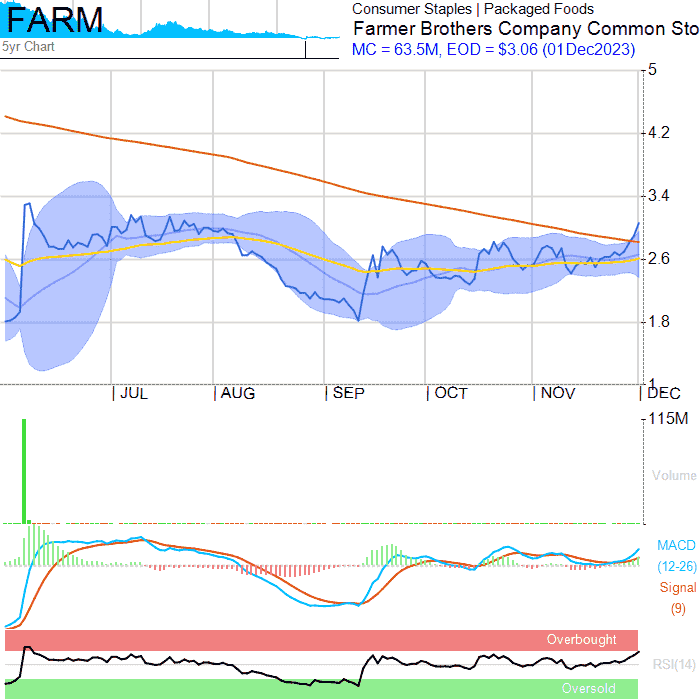 FARM
5yr Chart
Consumer Staples | Packaged Foods
Farmer Brothers Company Common Sto
MC = 63.5M, EOD = $3.06 (01Dec2023)
5
4.2
3.4
2.6
1.8
1
JUL
AUG
SEP
OCT
NOV
DEC
115M
Volume
MACD
(12-26)
Signal
(9)
Overbought
RSI(14)
Oversold